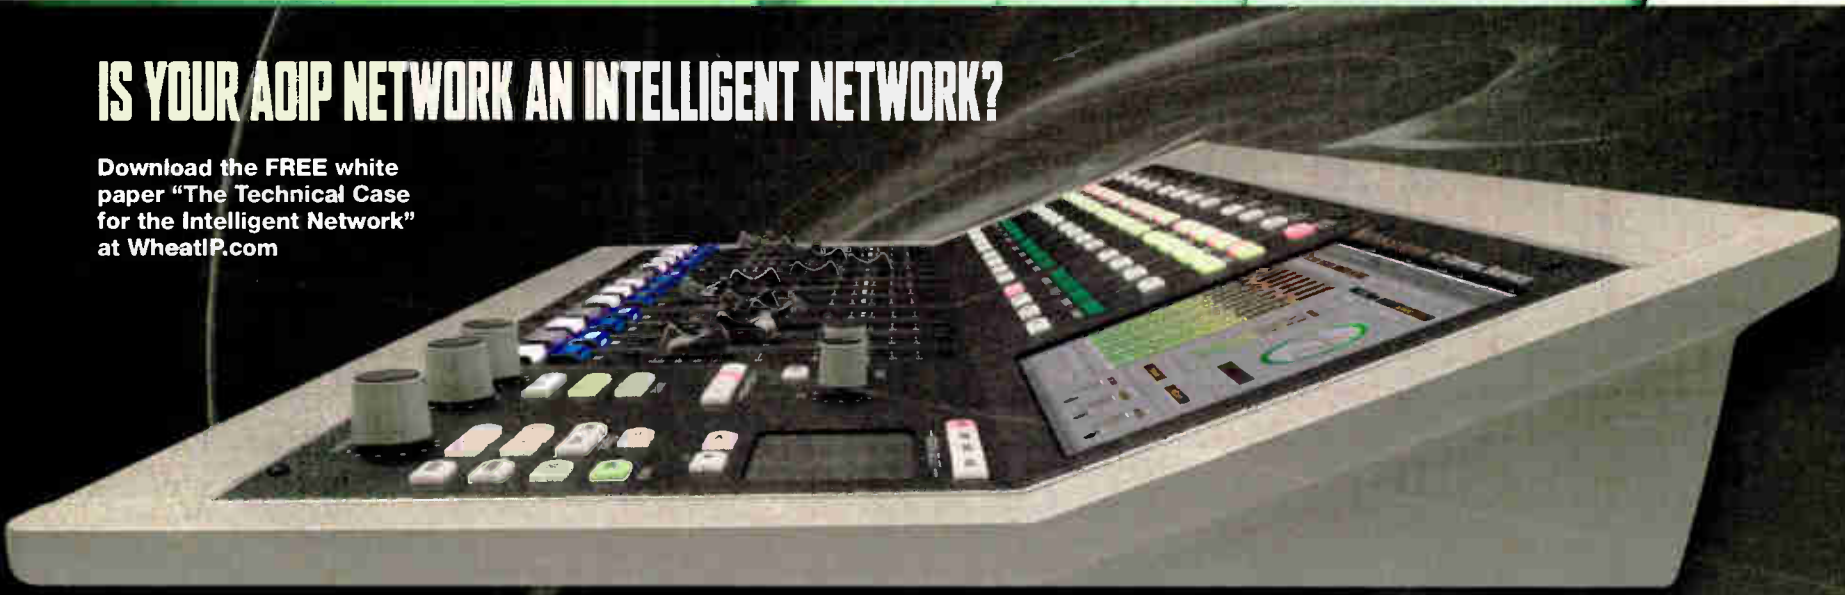 IS YOUR AOIP NETWORK AN INTELLIGENT NETWORK?
Download the FREE white
paper “The Technical Case
for the Intelligent Network”
at WheatIP.com